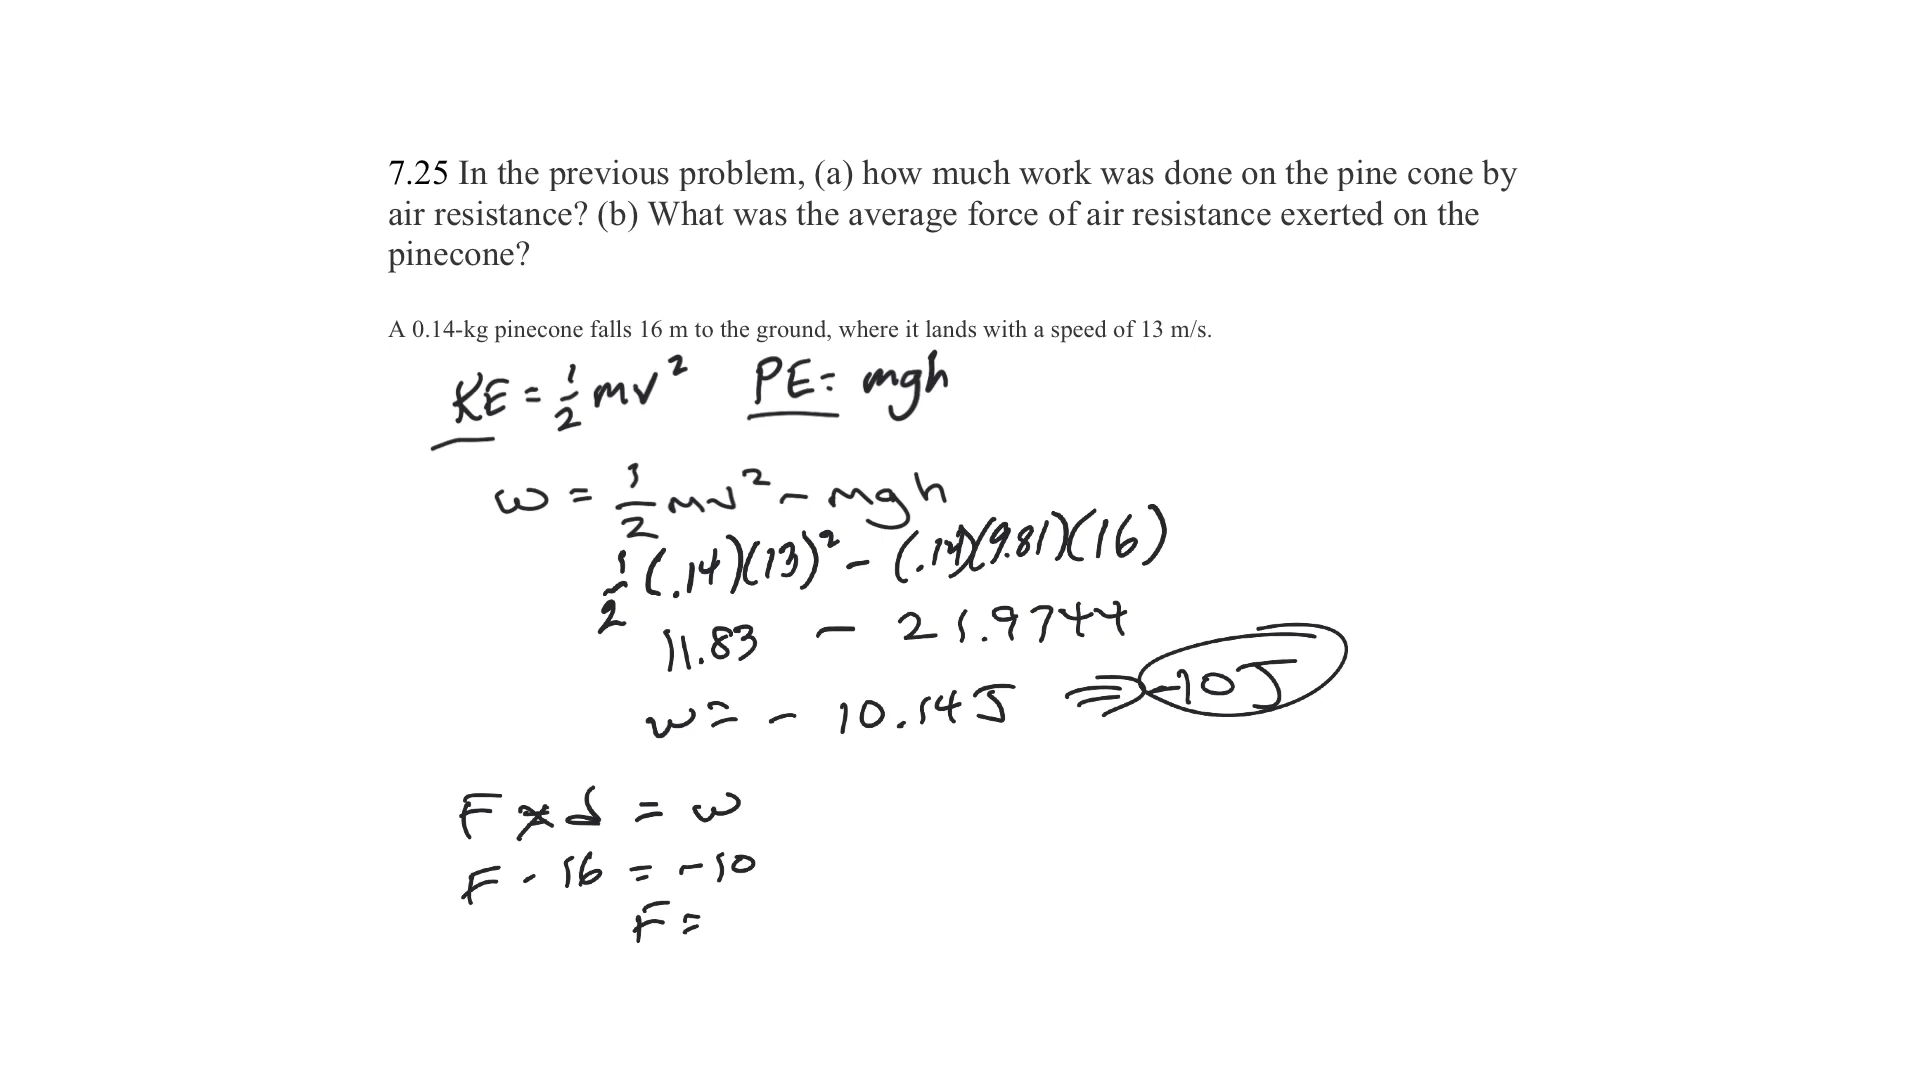 7.25 In the previous problem, (a) how much work was done on the pine cone by
air resistance? (b) What was the average force of air resistance exerted on the
pinecone?
A 0.14-kg pinecone falls 16 m to the ground, where it lands with a speed of 13 m/s.
KE = 1/2 mv² PE = mgh
w = 1/2 mv² - mgh
1/2 (.14)(13)² - (.14)(9.81)(16)
11.83 - 21.9744
w = - 10.14 J ⇒ -10J
F x d = w
F · 16 = -10
F =